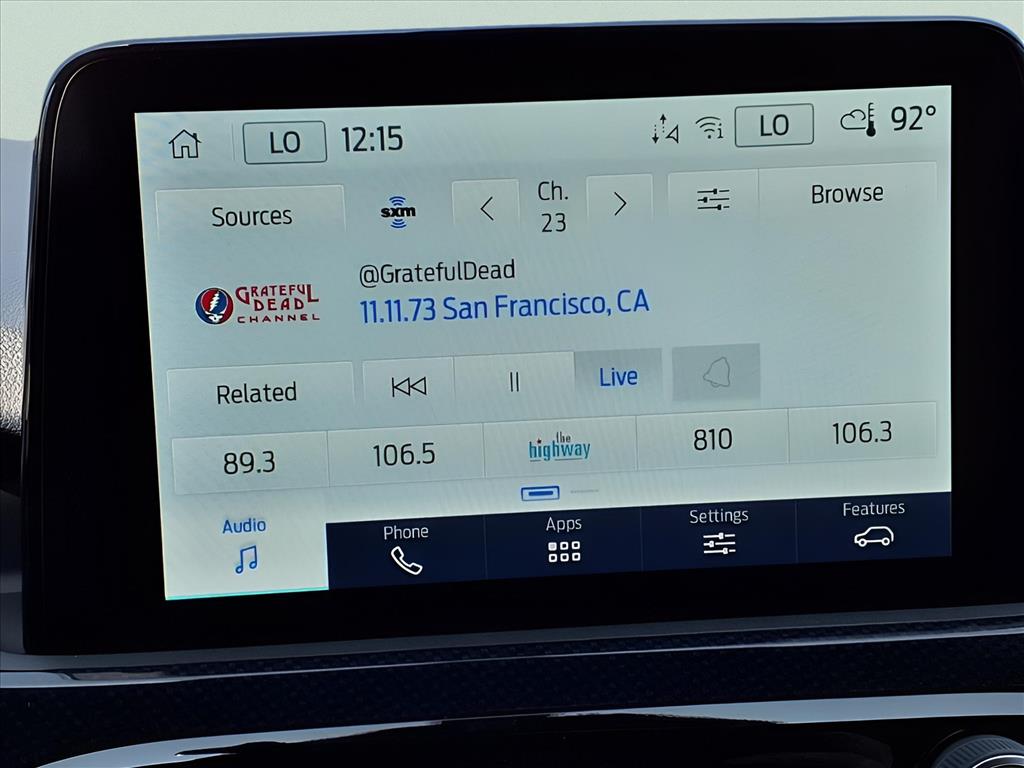 LO 12:15 LO 92°
Sources sxm Ch. 23 Browse
GRATEFUL DEAD CHANNEL
@GratefulDead
11.11.73 San Francisco, CA
Related Live
89.3 106.5 the highway 810 106.3
Audio Phone Apps Settings Features